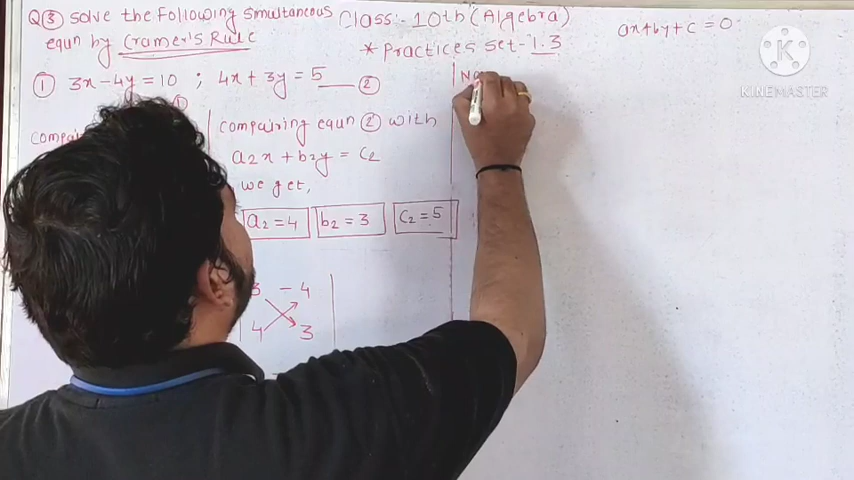 Q③ solve the Following simultaneous
equn by Cramer's Rule
Class:- 10th (Algebra)
* Practices set-1.3
① 3x-4y=10 ; 4x+3y=5 ②
①
compa
comparing equn ② with
a2x + b2y = c2
we get,
a2=4 b2=3 c2=5
3 -4
4 3
ax+by+c=0
KINEMASTER